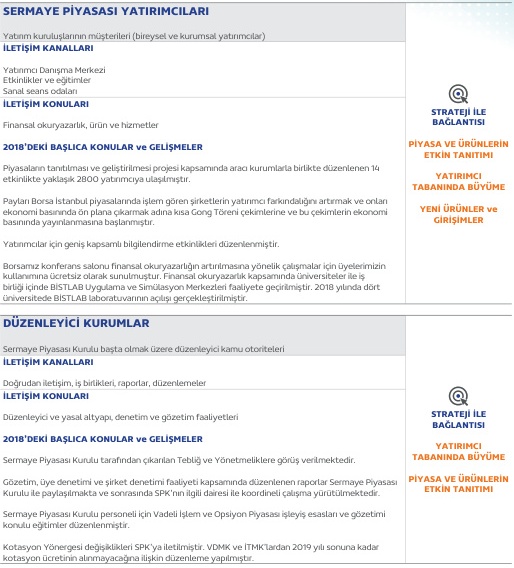 SERMAYE PİYASASI YATIRIMCILARI
Yatırım kuruluşlarının müşterileri (bireysel ve kurumsal yatırımcılar)
İLETİŞİM KANALLARI
Yatırımcı Danışma Merkezi
Etkinlikler ve eğitimler
Sanal seans odaları
İLETİŞİM KONULARI
Finansal okuryazarlık, ürün ve hizmetler
2018'DEKİ BAŞLICA KONULAR ve GELİŞMELER
Piyasaların tanıtılması ve geliştirilmesi projesi kapsamında aracı kurumlarla birlikte düzenlenen 14
etkinlikte yaklaşık 2800 yatırımcıya ulaşılmıştır.
Payları Borsa İstanbul piyasalarında işlem gören şirketlerin yatırımcı farkındalığını artırmak ve onları
ekonomi basınında ön plana çıkarmak adına kısa Gong Töreni çekimlerine ve bu çekimlerin ekonomi
basınında yayınlanmasına başlanmıştır.
Yatırımcılar için geniş kapsamlı bilgilendirme etkinlikleri düzenlenmiştir.
Borsamız konferans salonu finansal okuryazarlığın artırılmasına yönelik çalışmalar için üyelerimizin
kullanımına ücretsiz olarak sunulmuştur. Finansal okuryazarlık kapsamında üniversiteler ile iş
birliği içinde BİSTLAB Uygulama ve Simülasyon Merkezleri faaliyete geçirilmiştir. 2018 yılında dört
üniversitede BİSTLAB laboratuvarının açılışı gerçekleştirilmiştir.
STRATEJİ İLE
BAĞLANTISI
PİYASA VE ÜRÜNLERİN
ETKİN TANITIMI
YATIRIMCI
TABANINDA BÜYÜME
YENİ ÜRÜNLER ve
GİRİŞİMLER
DÜZENLEYİCİ KURUMLAR
Sermaye Piyasası Kurulu başta olmak üzere düzenleyici kamu otoriteleri
İLETİŞİM KANALLARI
Doğrudan iletişim, iş birlikleri, raporlar, düzenlemeler
İLETİŞİM KONULARI
Düzenleyici ve yasal altyapı, denetim ve gözetim faaliyetleri
2018'DEKİ BAŞLICA KONULAR ve GELİŞMELER
Sermaye Piyasası Kurulu tarafından çıkarılan Tebliğ ve Yönetmeliklere görüş verilmektedir.
Gözetim, üye denetimi ve şirket denetimi faaliyeti kapsamında düzenlenen raporlar Sermaye Piyasası
Kurulu ile paylaşılmakta ve sonrasında SPK'nın ilgili dairesi ile koordineli çalışma yürütülmektedir.
Sermaye Piyasası Kurulu personeli için Vadeli İşlem ve Opsiyon Piyasası işleyiş esasları ve gözetimi
konulu eğitimler düzenlenmiştir.
Kotasyon Yönergesi değişiklikleri SPK'ya iletilmiştir. VDMK ve İTMK'lardan 2019 yılı sonuna kadar
kotasyon ücretinin alınmayacağına ilişkin düzenleme yapılmıştır.
STRATEJİ İLE
BAĞLANTISI
YATIRIMCI
TABANINDA BÜYÜME
PİYASA VE ÜRÜNLERİN
ETKİN TANITIMI